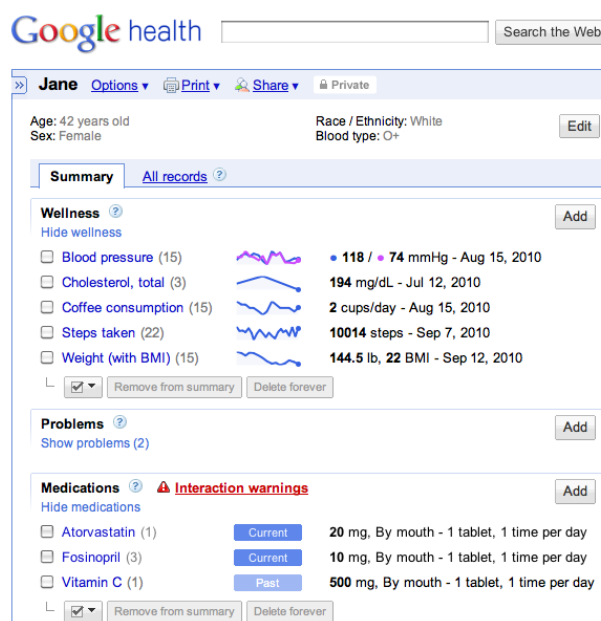 Google health Search the Web
» Jane Options ▾ Print ▾ Share ▾ Private
Age: 42 years old Race / Ethnicity: White Edit
Sex: Female Blood type: O+
Summary All records ?
Wellness ? Add
Hide wellness
Blood pressure (15) • 118 / • 74 mmHg - Aug 15, 2010
Cholesterol, total (3) 194 mg/dL - Jul 12, 2010
Coffee consumption (15) 2 cups/day - Aug 15, 2010
Steps taken (22) 10014 steps - Sep 7, 2010
Weight (with BMI) (15) 144.5 lb, 22 BMI - Sep 12, 2010
Remove from summary Delete forever
Problems ? Add
Show problems (2)
Medications ? Interaction warnings Add
Hide medications
Atorvastatin (1) Current 20 mg, By mouth - 1 tablet, 1 time per day
Fosinopril (3) Current 10 mg, By mouth - 1 tablet, 1 time per day
Vitamin C (1) Past 500 mg, By mouth - 1 tablet, 1 time per day
Remove from summary Delete forever